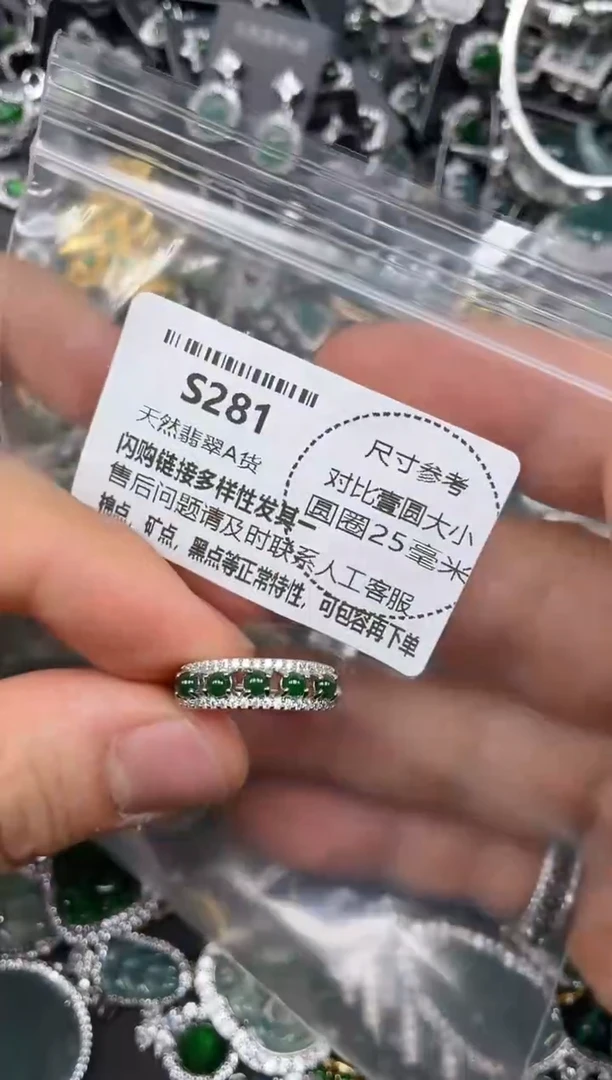 S281
天然翡翠A货
闪购链接多样性发其一
售后问题请及时联系人工客服
棉点，矿点，黑点等正常特性，可包容再下单
尺寸参考
对比壹圆大小
圆圈25毫米